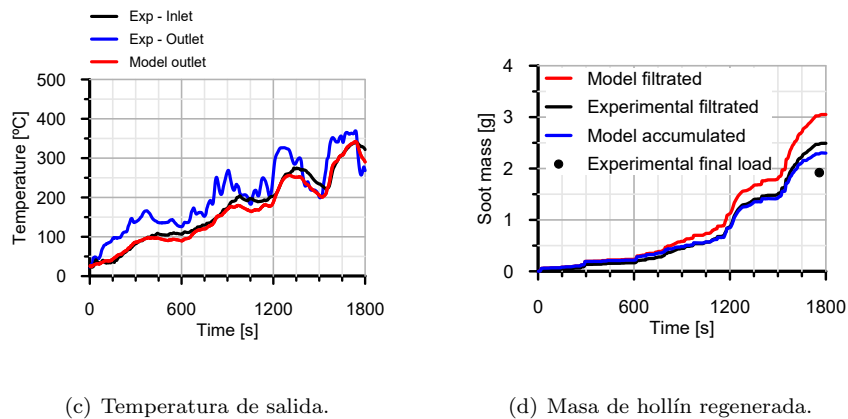 Exp - Inlet
Exp - Outlet
Model outlet
500
400
300
200
100
0
Temperature [ºC]
0 600 1200 1800
Time [s]
(c) Temperatura de salida.
4
3
2
1
0
Soot mass [g]
Model filtrated
Experimental filtrated
Model accumulated
Experimental final load
0 600 1200 1800
Time [s]
(d) Masa de hollín regenerada.